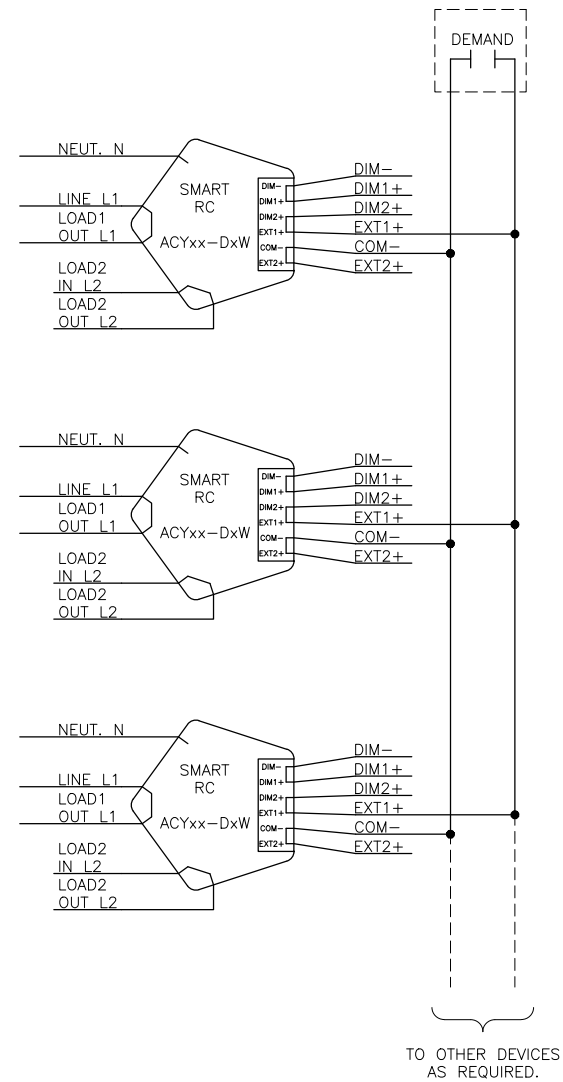 DEMAND
NEUT. N
LINE L1
LOAD1
OUT L1
LOAD2
IN L2
LOAD2
OUT L2
SMART
RC
ACYxx-DxW
DIM-
DIM1+
DIM2+
EXT1+
COM-
EXT2+
DIM-
DIM1+
DIM2+
EXT1+
COM-
EXT2+
NEUT. N
LINE L1
LOAD1
OUT L1
LOAD2
IN L2
LOAD2
OUT L2
SMART
RC
ACYxx-DxW
DIM-
DIM1+
DIM2+
EXT1+
COM-
EXT2+
DIM-
DIM1+
DIM2+
EXT1+
COM-
EXT2+
NEUT. N
LINE L1
LOAD1
OUT L1
LOAD2
IN L2
LOAD2
OUT L2
SMART
RC
ACYxx-DxW
DIM-
DIM1+
DIM2+
EXT1+
COM-
EXT2+
DIM-
DIM1+
DIM2+
EXT1+
COM-
EXT2+
TO OTHER DEVICES
AS REQUIRED.